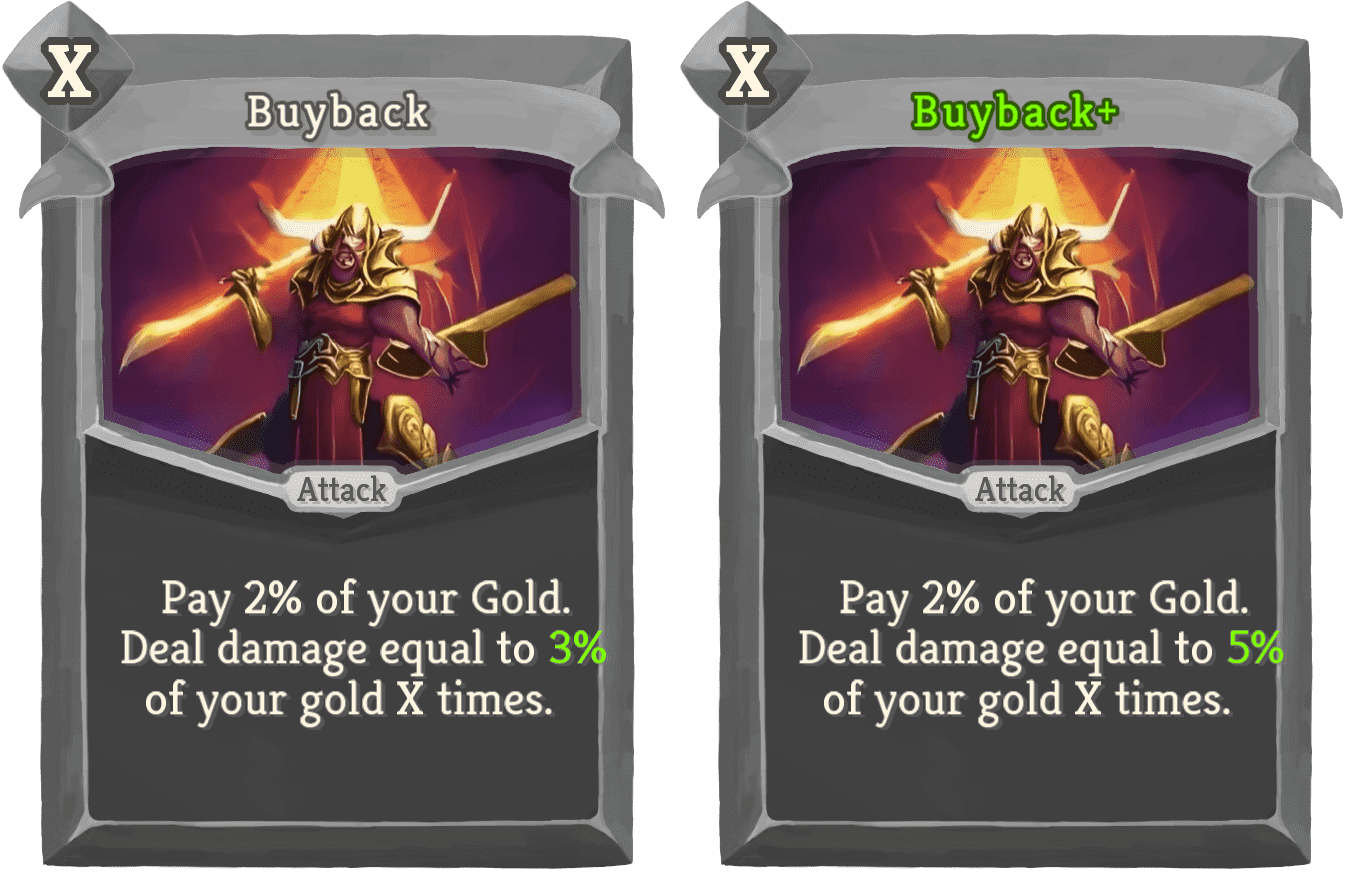 X
Buyback
Attack
Pay 2% of your Gold.
Deal damage equal to 3%
of your gold X times.
X
Buyback+
Attack
Pay 2% of your Gold.
Deal damage equal to 5%
of your gold X times.